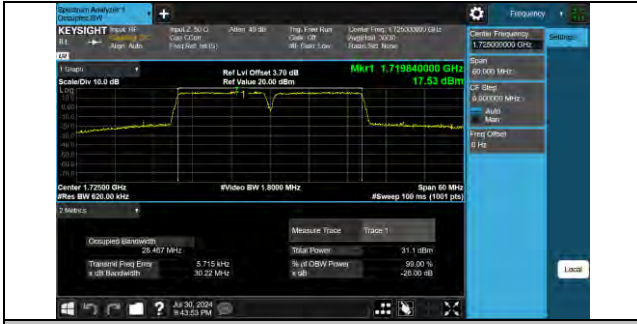 Spectrum Analyzer 1
Occupied BW
+
Frequency
KEYSIGHT
Input: RF
Input Z: 50 Ω
Atten: 40 dB
Trig: Free Run
Center Freq: 1.725000000 GHz
Align: Auto
Freq Ref: Int (S)
Gate: Off
Avg|Hold: 30/30
Radio Std: None
Center Frequency
1.725000000 GHz
Settings
Span
60.000 MHz
CF Step
6.000000 MHz
Auto
Man
Freq Offset
0 Hz
Local
1 Graph
Scale/Div 10.0 dB
Ref Lvl Offset 3.70 dB
Ref Value 20.00 dBm
Mkr1 1.719840000 GHz
17.53 dBm
Log
1
Center 1.72500 GHz
#Res BW 620.00 kHz
#Video BW 1.8000 MHz
Span 60 MHz
#Sweep 100 ms (1001 pts)
2 Metrics
Measure Trace
Trace 1
Occupied Bandwidth
28.467 MHz
Total Power
31.1 dBm
Transmit Freq Error
5.715 kHz
% of OBW Power
99.00 %
x dB Bandwidth
30.22 MHz
x dB
-26.00 dB
?
Jul 30, 2024
8:43:53 PM